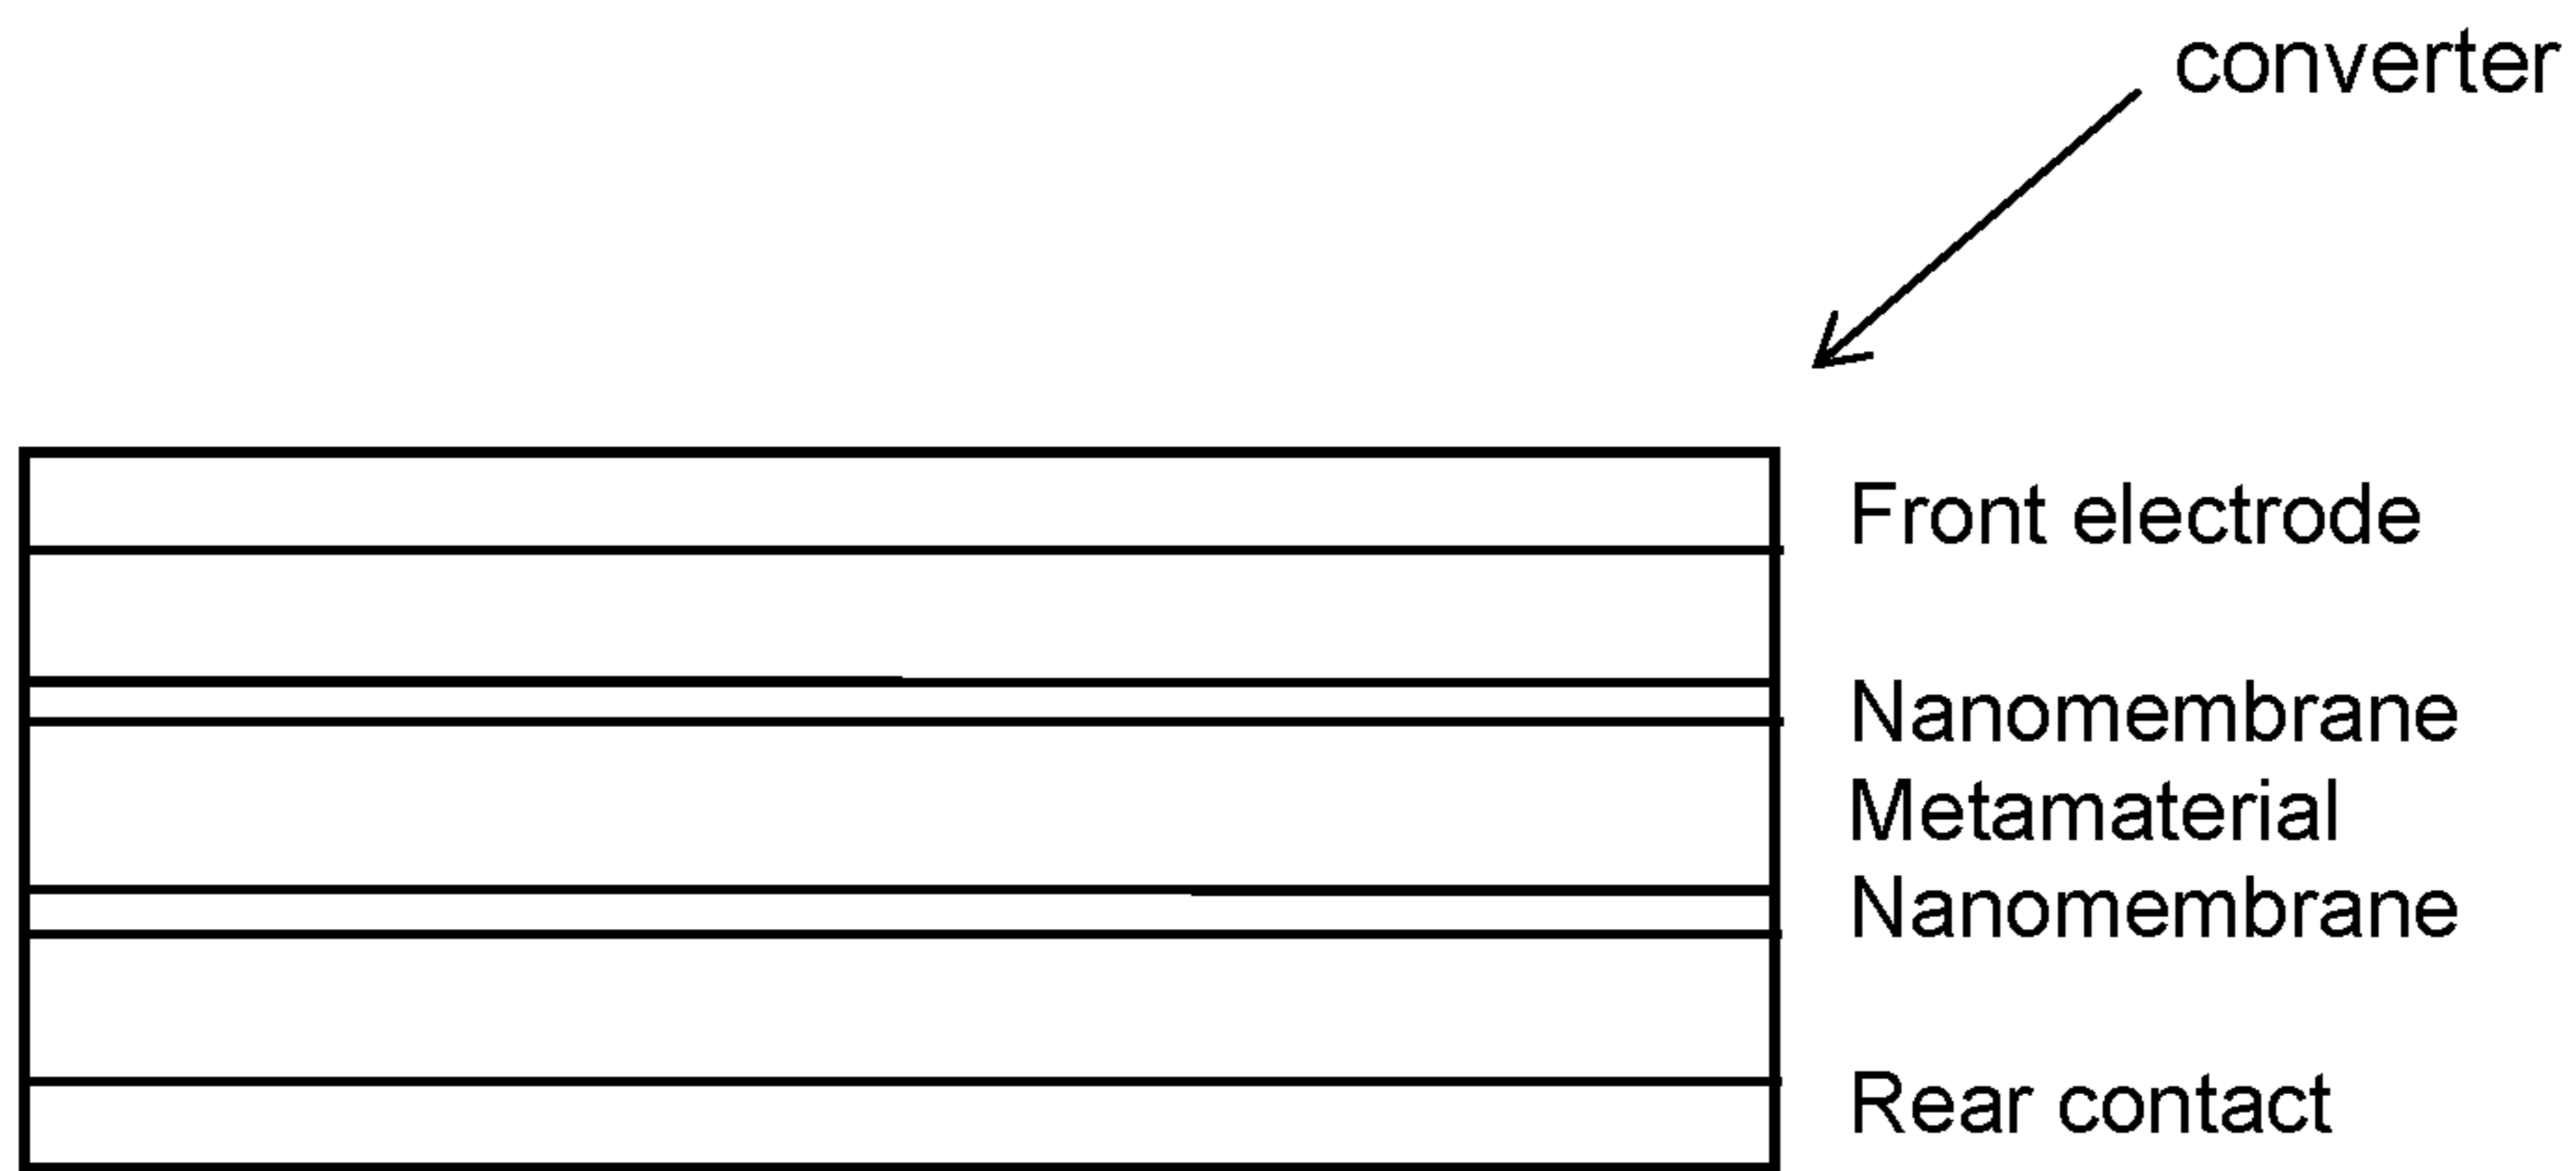 converter
Front electrode
Nanomembrane
Metamaterial
Nanomembrane
Rear contact